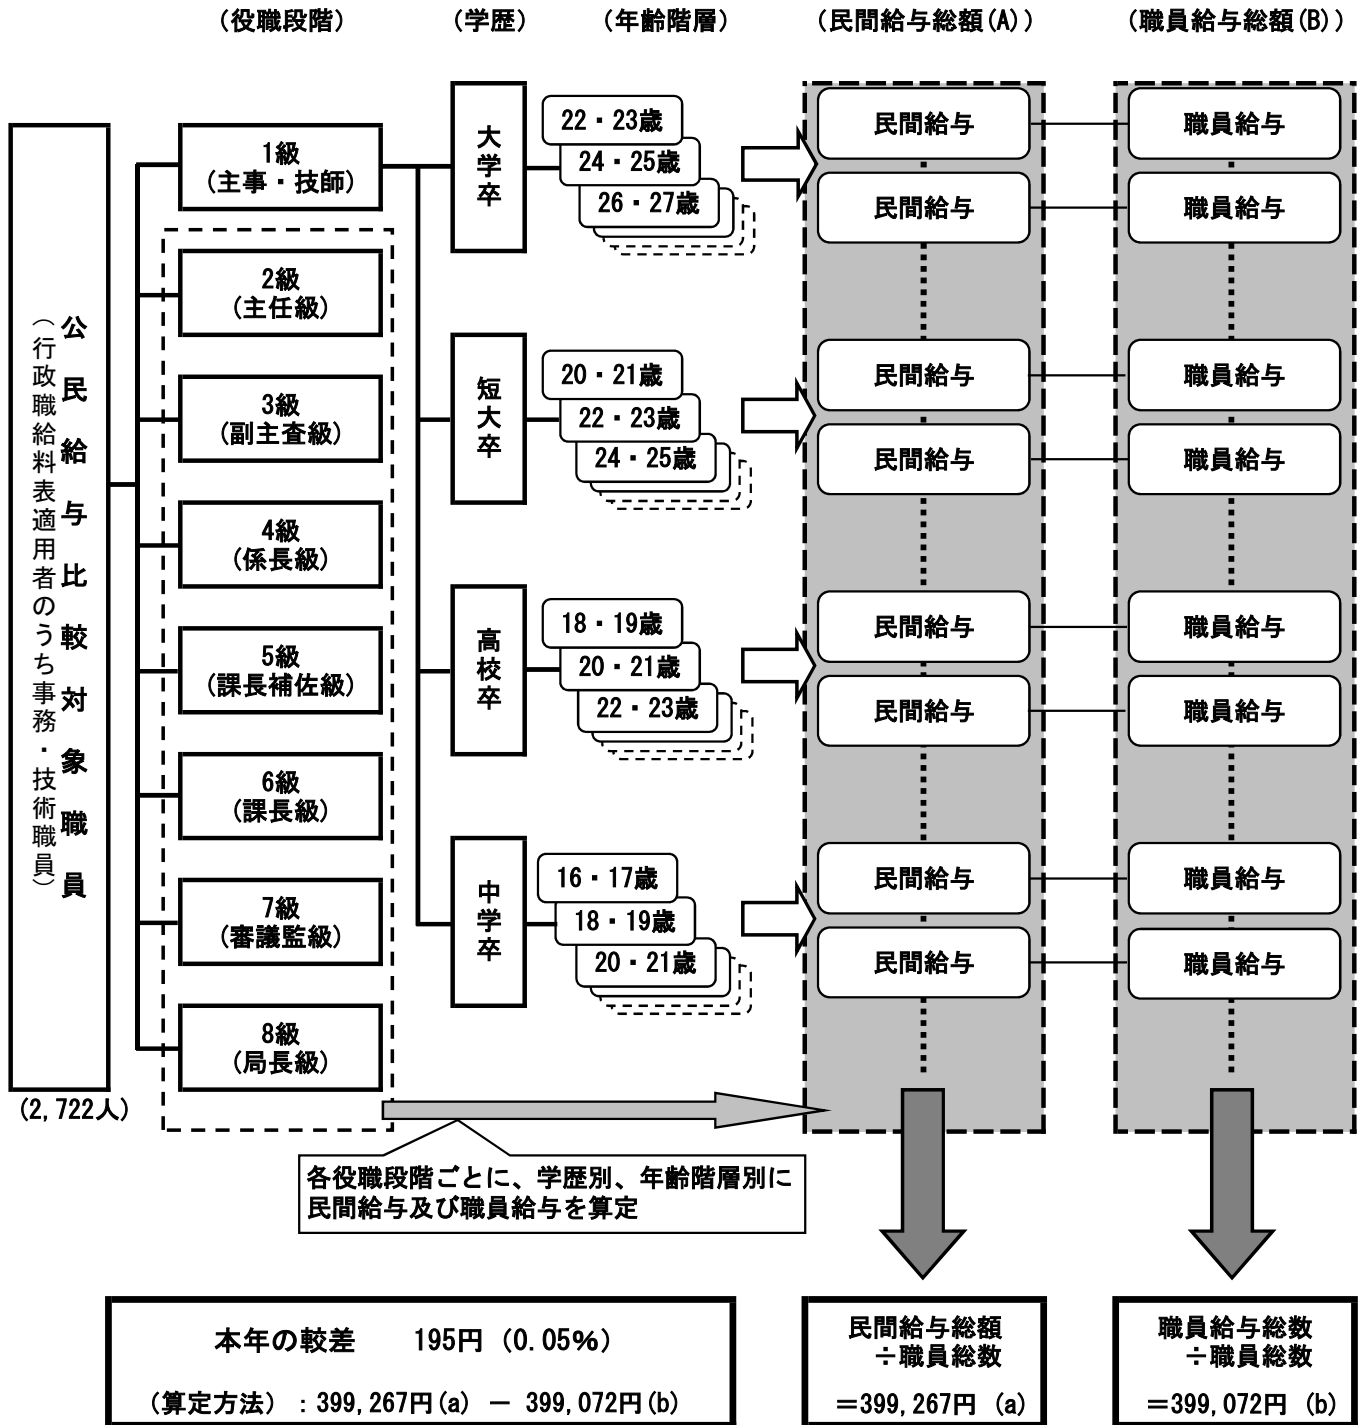 (役職段階) (学歴) (年齢階層) (民間給与総額(A)) (職員給与総額(B))
公民給与比較対象職員
(行政職給料表適用者のうち事務・技術職員)
(2,722人)
1級
(主事・技師)
2級
(主任級)
3級
(副主査級)
4級
(係長級)
5級
(課長補佐級)
6級
(課長級)
7級
(審議監級)
8級
(局長級)
大学卒
22・23歳
24・25歳
26・27歳
民間給与 職員給与
民間給与 職員給与
短大卒
20・21歳
22・23歳
24・25歳
民間給与 職員給与
民間給与 職員給与
高校卒
18・19歳
20・21歳
22・23歳
民間給与 職員給与
民間給与 職員給与
中学卒
16・17歳
18・19歳
20・21歳
民間給与 職員給与
民間給与 職員給与
各役職段階ごとに、学歴別、年齢階層別に
民間給与及び職員給与を算定
本年の較差 195円 (0.05%)
(算定方法) : 399,267円(a) － 399,072円(b)
民間給与総額
÷職員総数
＝399,267円 (a)
職員給与総数
÷職員総数
＝399,072円 (b)